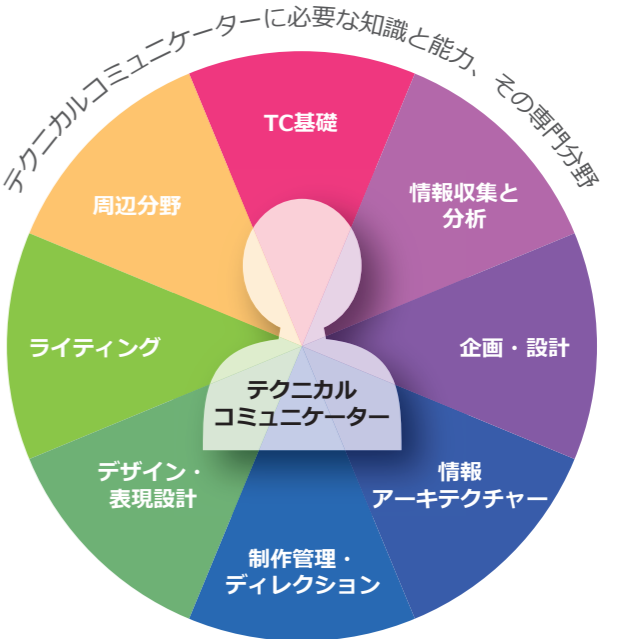 テクニカルコミュニケーターに必要な知識と能力、その専門分野
TC基礎
情報収集と
分析
企画・設計
情報
アーキテクチャー
制作管理・
ディレクション
デザイン・
表現設計
ライティング
周辺分野
テクニカル
コミュニケーター